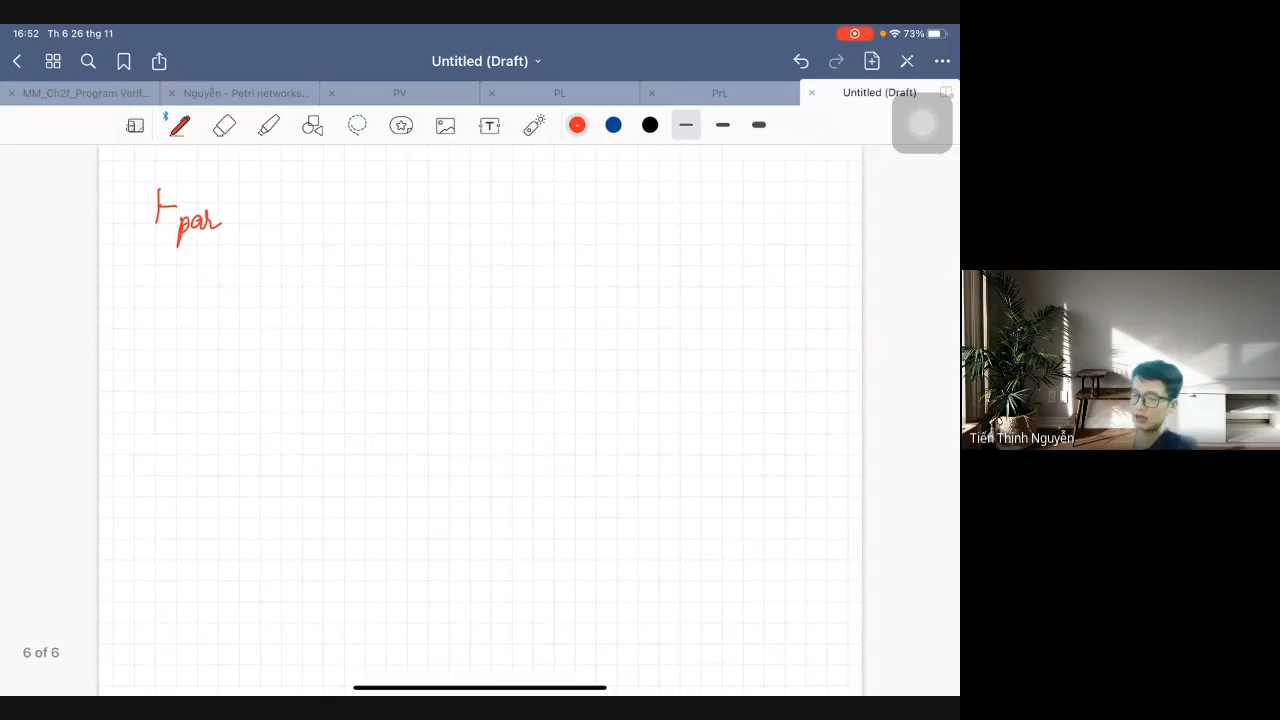 16:52 Th 6 26 thg 11 73%
Untitled (Draft)
MM_Ch2f_Program Verif... Nguyễn - Petri networks... PV PL PrL Untitled (Draft)
⊢par
Tiến Thịnh Nguyễn
6 of 6